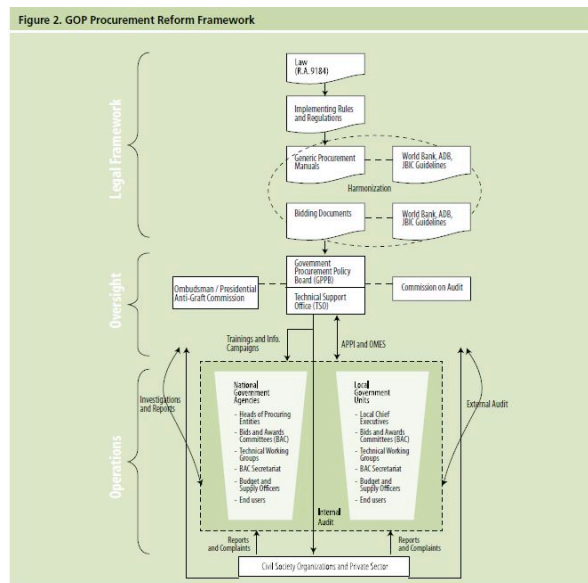 Figure 2. GOP Procurement Reform Framework
Legal Framework
Law
(R.A. 9184)
Implementing Rules
and Regulations
Generic Procurement
Manuals
World Bank, ADB,
JBIC Guidelines
Harmonization
Bidding Documents
World Bank, ADB,
JBIC Guidelines
Oversight
Ombudsman / Presidential
Anti-Graft Commission
Government
Procurement Policy
Board (GPPB)
Technical Support
Office (TSO)
Commission on Audit
Trainings and Info.
Campaigns
APPI and OMES
Operations
Investigations
and Reports
National
Government
Agencies
- Heads of Procuring
Entities
- Bids and Awards
Committees (BAC)
- Technical Working
Groups
- BAC Secretariat
- Budget and
Supply Officers
- End users
Local
Government
Units
- Local Chief
Executives
- Bids and Awards
Committees (BAC)
- Technical Working
Groups
- BAC Secretariat
- Budget and
Supply Officers
- End users
External Audit
Internal
Audit
Reports
and Complaints
Reports
and Complaints
Civil Society Organizations and Private Sector